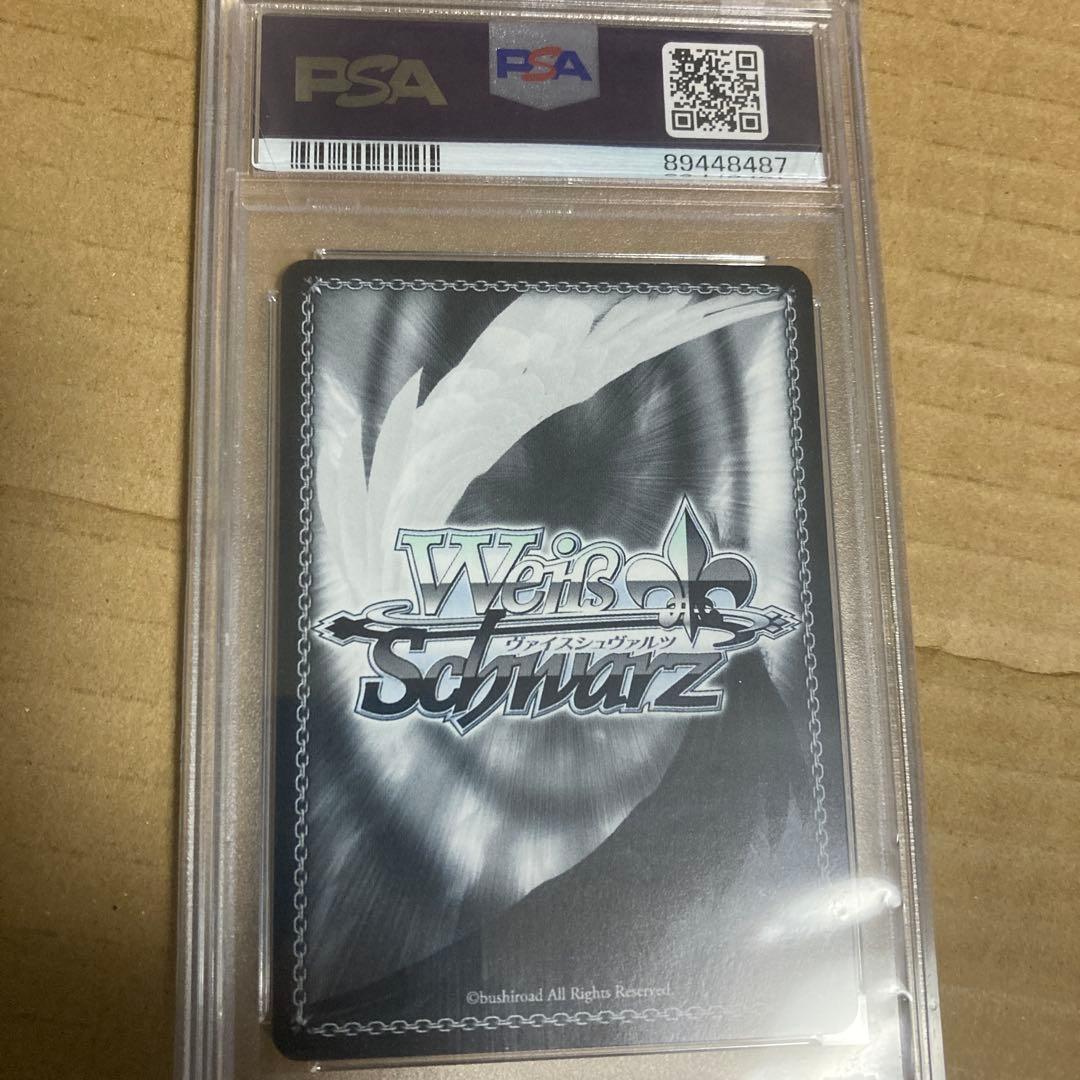 PSA PSA
89448487
Weiß
ヴァイスシュヴァルツ
Schwarz
©bushiroad All Rights Reserved.